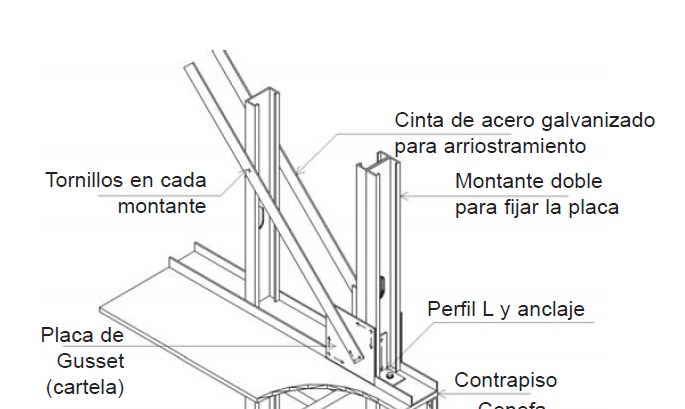 Cinta de acero galvanizado
para arriostramiento
Tornillos en cada
montante
Montante doble
para fijar la placa
Perfil L y anclaje
Placa de
Gusset
(cartela)
Contrapiso